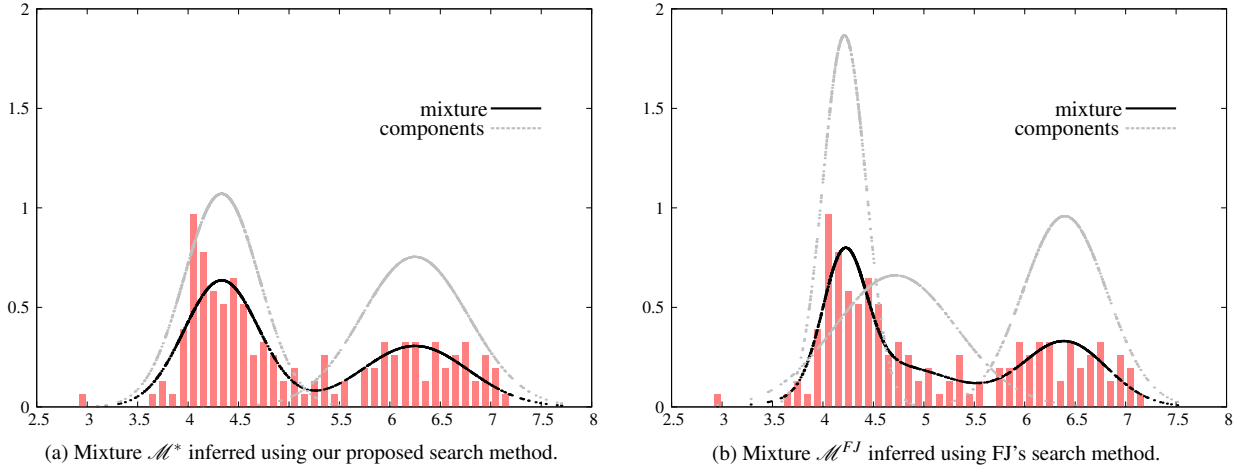 2
1.5
1
0.5
0
2.5 3 3.5 4 4.5 5 5.5 6 6.5 7 7.5 8
mixture
components
(a) Mixture ℳ* inferred using our proposed search method.
2
1.5
1
0.5
0
2.5 3 3.5 4 4.5 5 5.5 6 6.5 7 7.5 8
mixture
components
(b) Mixture ℳ^FJ inferred using FJ's search method.